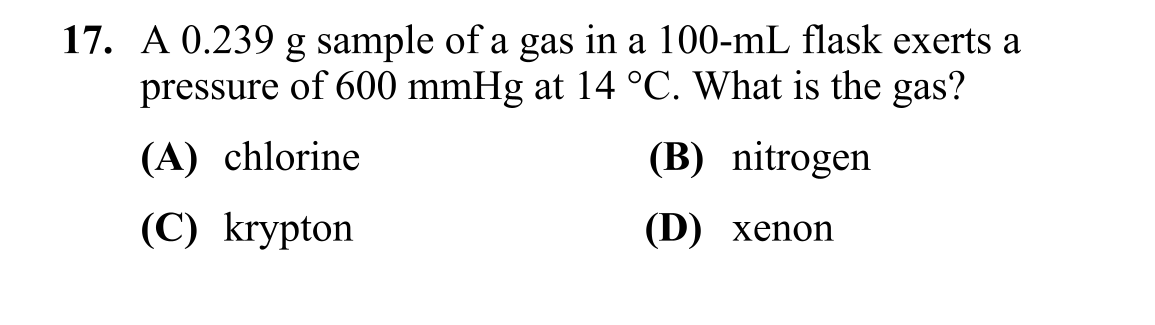 17. A 0.239 g sample of a gas in a 100-mL flask exerts a
pressure of 600 mmHg at 14 °C. What is the gas?
(A) chlorine (B) nitrogen
(C) krypton (D) xenon